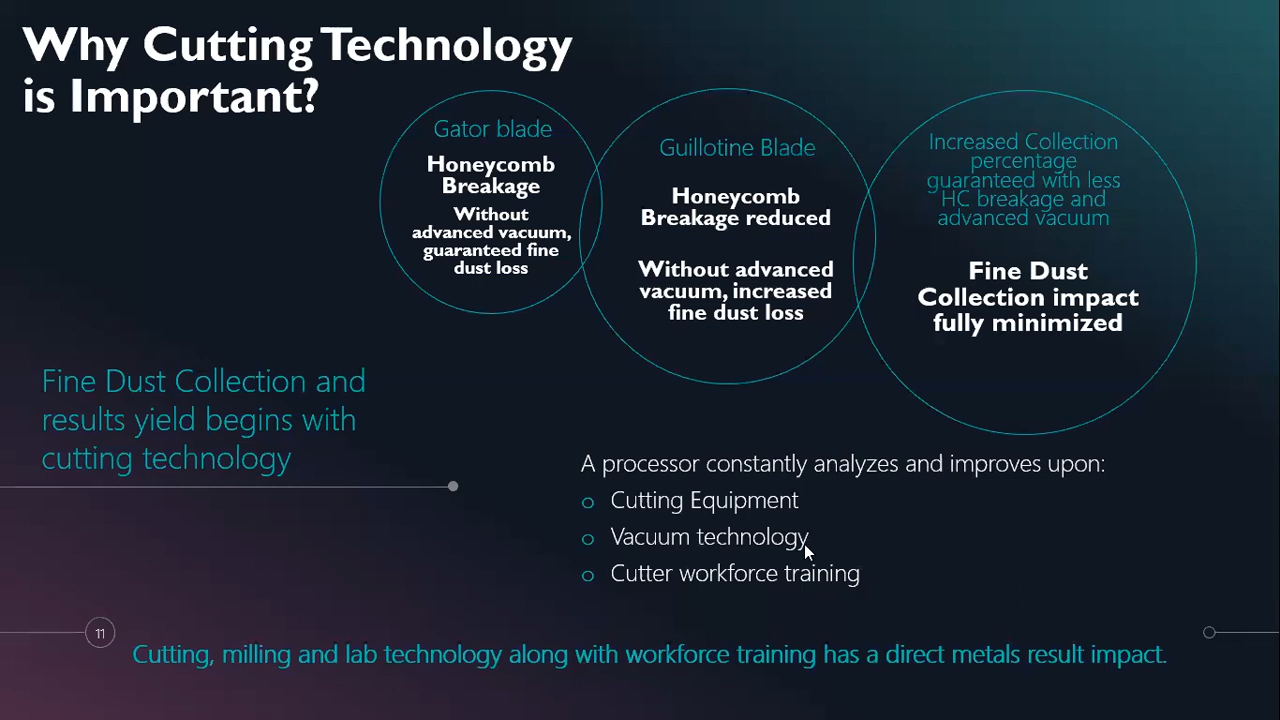 Why Cutting Technology
is Important?
Gator blade
Honeycomb
Breakage
Without
advanced vacuum,
guaranteed fine
dust loss
Guillotine Blade
Honeycomb
Breakage reduced
Without advanced
vacuum, increased
fine dust loss
Increased Collection
percentage
guaranteed with less
HC breakage and
advanced vacuum
Fine Dust
Collection impact
fully minimized
Fine Dust Collection and
results yield begins with
cutting technology
A processor constantly analyzes and improves upon:
o Cutting Equipment
o Vacuum technology
o Cutter workforce training
11
Cutting, milling and lab technology along with workforce training has a direct metals result impact.